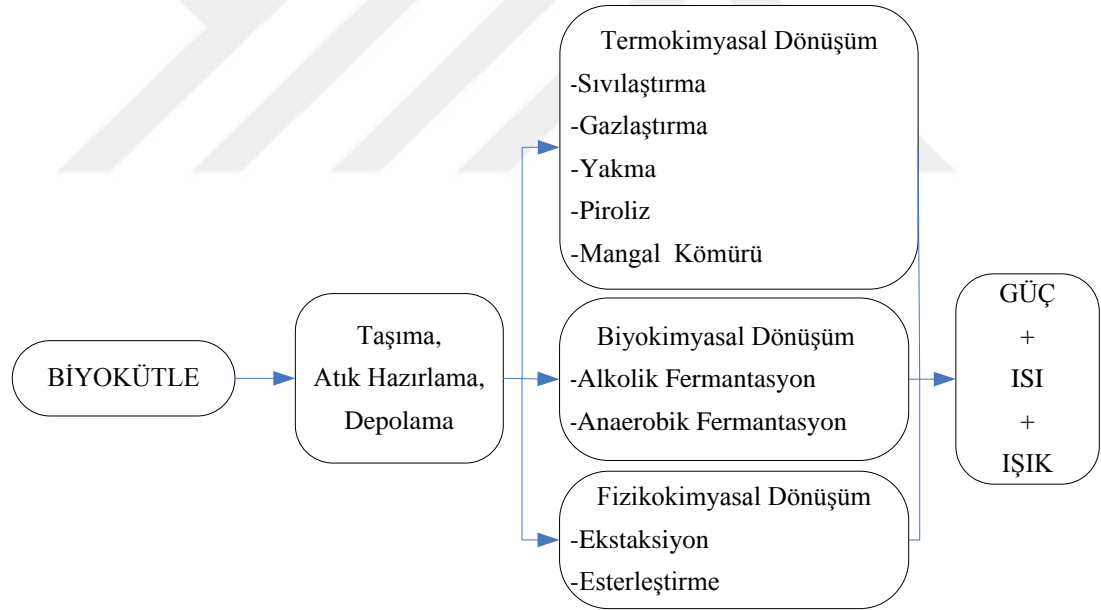 BİYOKÜTLE
Taşıma,
Atık Hazırlama,
Depolama
Termokimyasal Dönüşüm
-Sıvılaştırma
-Gazlaştırma
-Yakma
-Piroliz
-Mangal Kömürü
Biyokimyasal Dönüşüm
-Alkolik Fermantasyon
-Anaerobik Fermantasyon
Fizikokimyasal Dönüşüm
-Ekstaksiyon
-Esterleştirme
GÜÇ
+
ISI
+
IŞIK